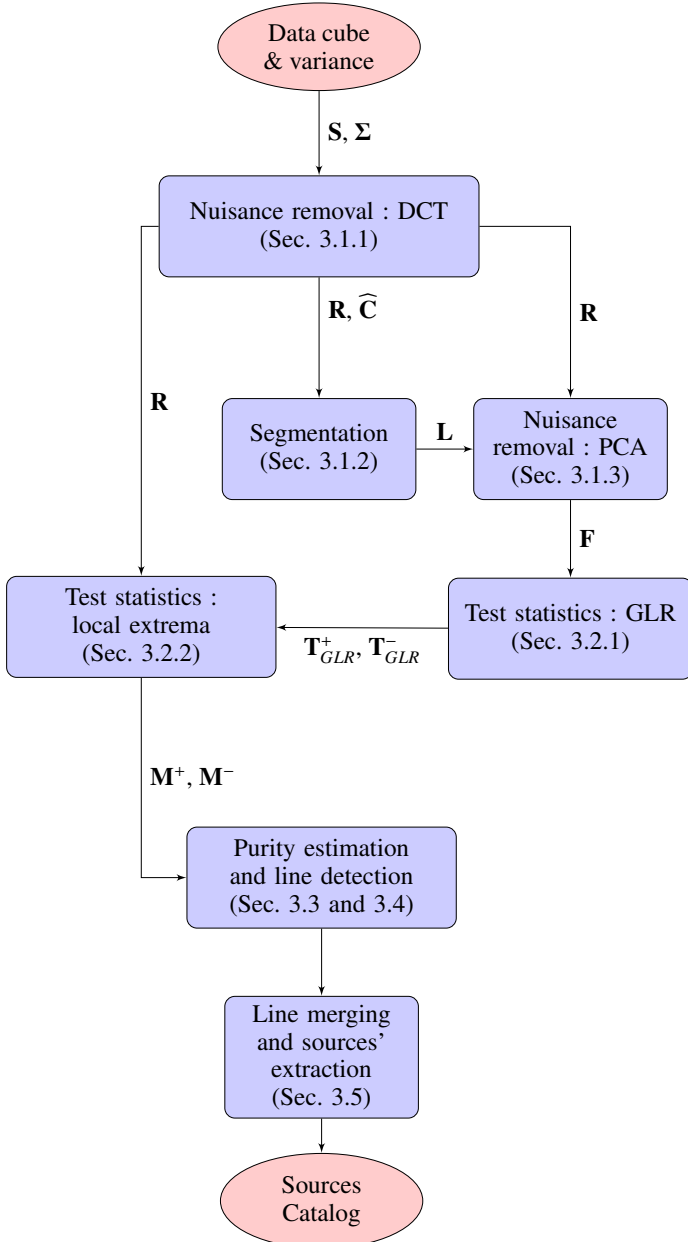 Data cube
& variance
S, Σ
Nuisance removal : DCT
(Sec. 3.1.1)
R, Ĉ
R
R
Segmentation
(Sec. 3.1.2)
L
Nuisance
removal : PCA
(Sec. 3.1.3)
F
Test statistics :
local extrema
(Sec. 3.2.2)
Test statistics : GLR
(Sec. 3.2.1)
T⁺_GLR, T⁻_GLR
M⁺, M⁻
Purity estimation
and line detection
(Sec. 3.3 and 3.4)
Line merging
and sources'
extraction
(Sec. 3.5)
Sources
Catalog